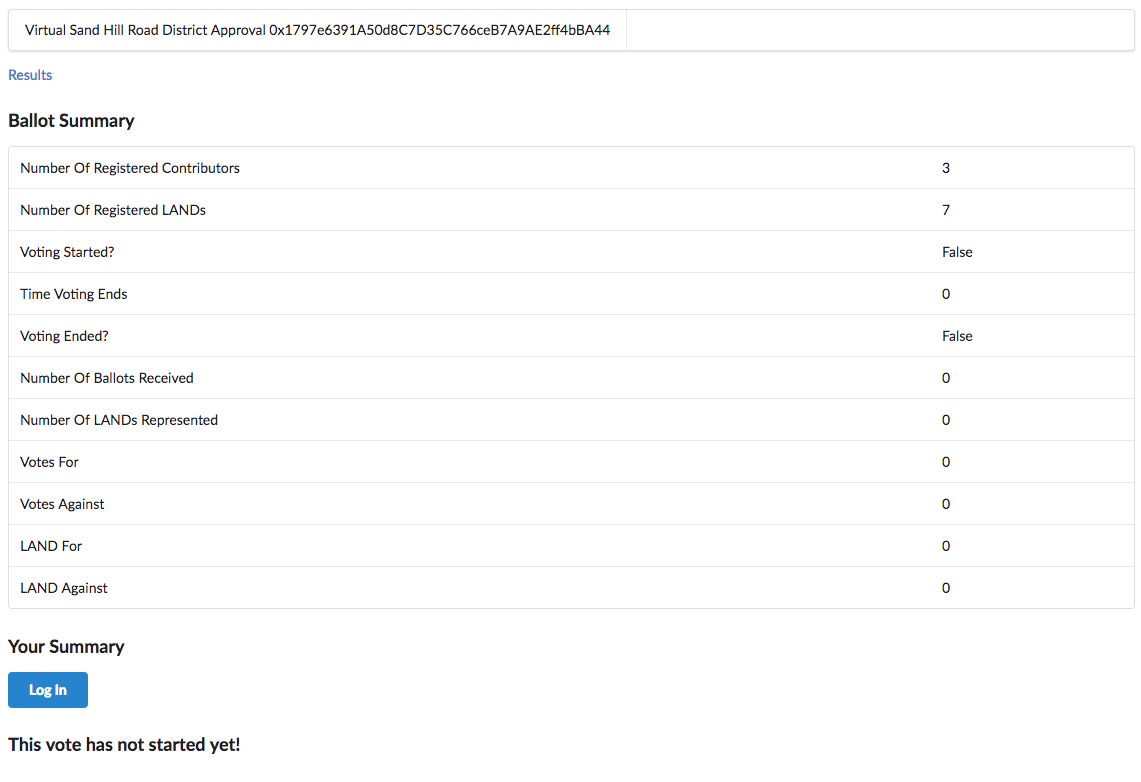 Virtual Sand Hill Road District Approval 0x1797e6391A50d8C7D35C766ceB7A9AE2ff4bBA44
Results
Ballot Summary
Number Of Registered Contributors 3
Number Of Registered LANDs 7
Voting Started? False
Time Voting Ends 0
Voting Ended? False
Number Of Ballots Received 0
Number Of LANDs Represented 0
Votes For 0
Votes Against 0
LAND For 0
LAND Against 0
Your Summary
Log In
This vote has not started yet!